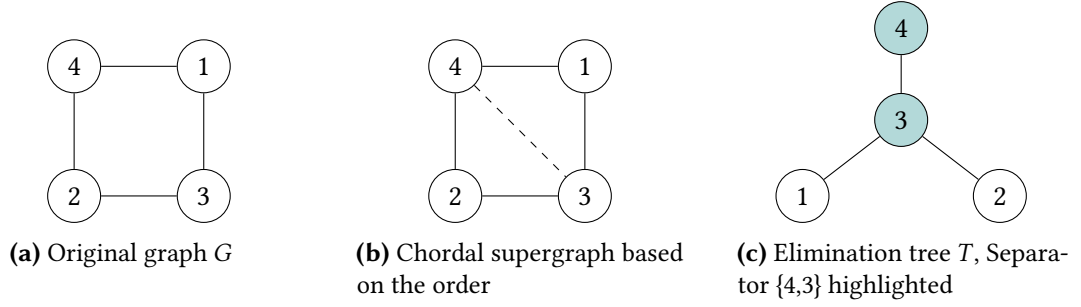 4 1
2 3
(a) Original graph G
4 1
2 3
(b) Chordal supergraph based
on the order
4
3
1 2
(c) Elimination tree T, Separa-
tor {4,3} highlighted